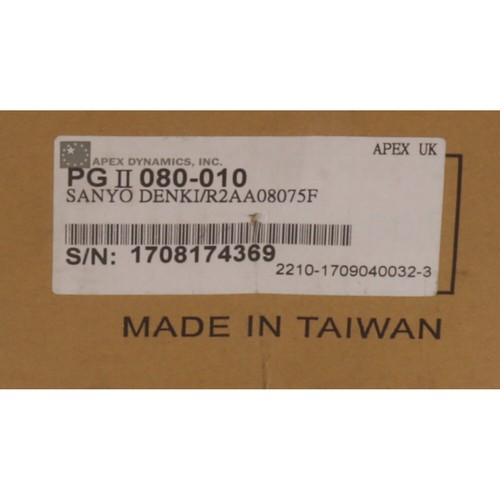 APEX DYNAMICS, INC.
APEX UK
PG II 080-010
SANYO DENKI/R2AA08075F
S/N: 1708174369
2210-1709040032-3
MADE IN TAIWAN